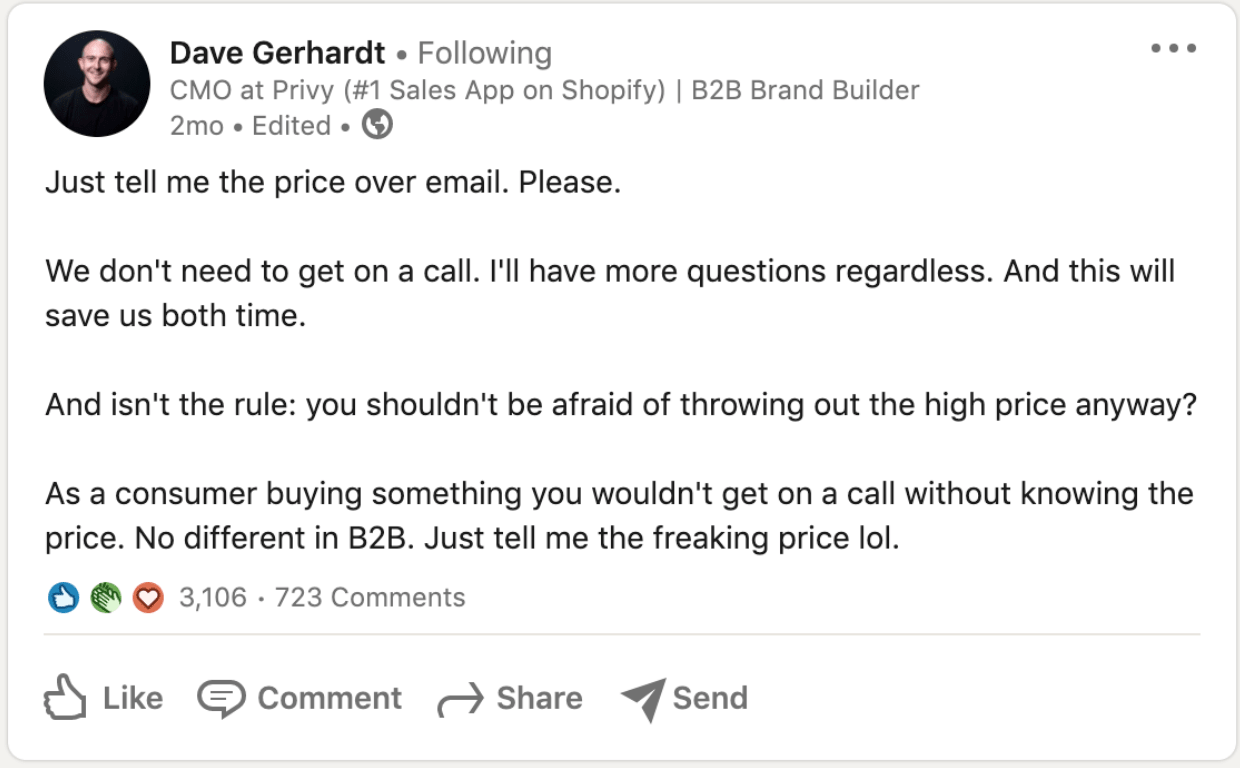 Dave Gerhardt • Following
CMO at Privy (#1 Sales App on Shopify) | B2B Brand Builder
2mo • Edited •
Just tell me the price over email. Please.
We don't need to get on a call. I'll have more questions regardless. And this will
save us both time.
And isn't the rule: you shouldn't be afraid of throwing out the high price anyway?
As a consumer buying something you wouldn't get on a call without knowing the
price. No different in B2B. Just tell me the freaking price lol.
3,106 · 723 Comments
Like Comment Share Send